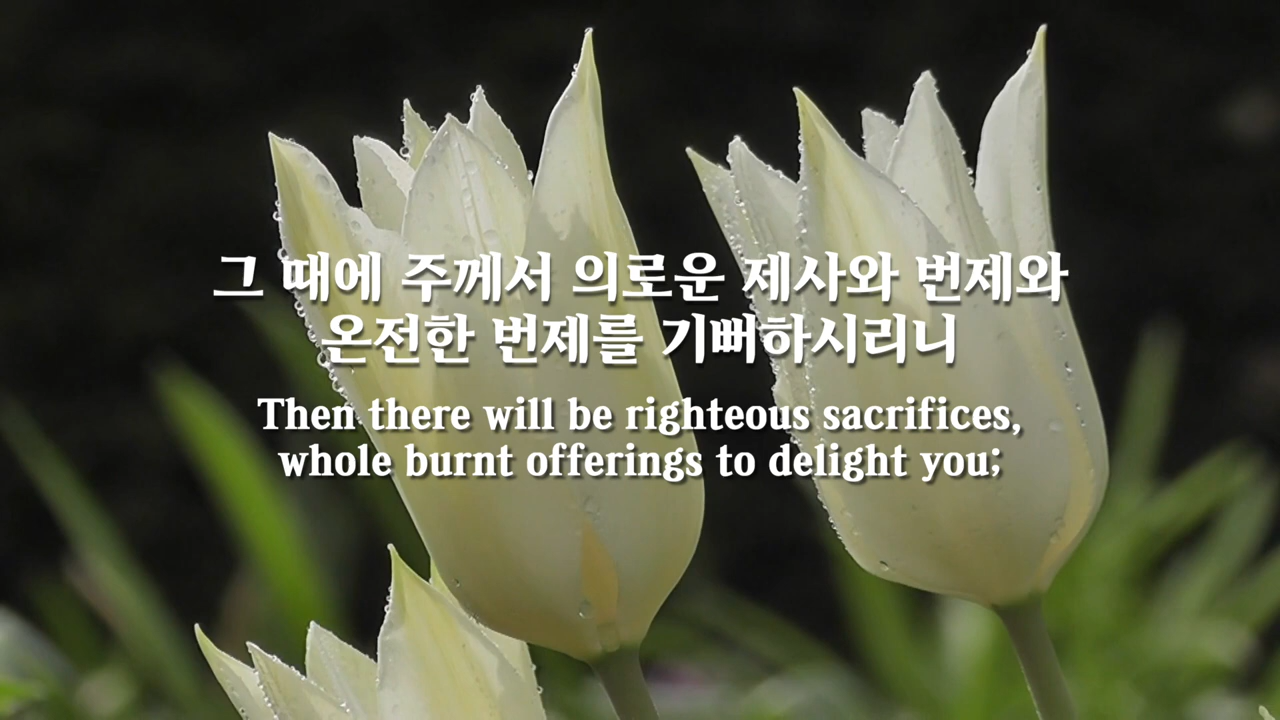 그 때에 주께서 의로운 제사와 번제와
온전한 번제를 기뻐하시리니
Then there will be righteous sacrifices,
whole burnt offerings to delight you;